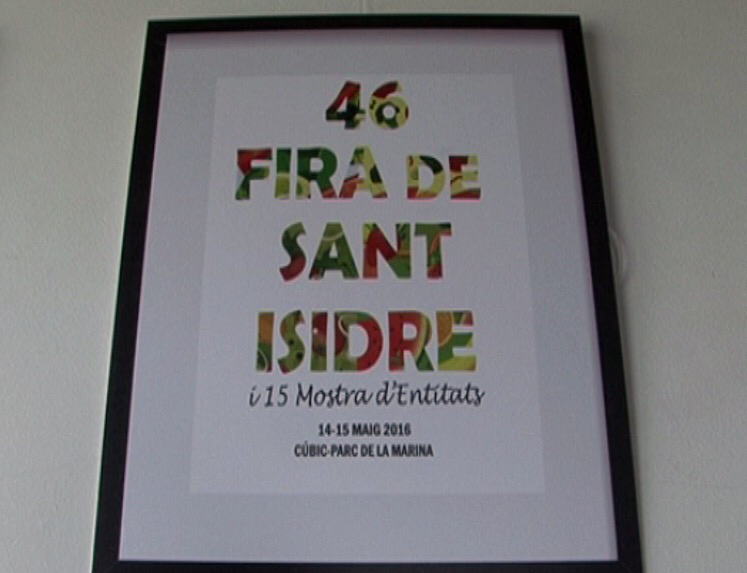 46
FIRA DE
SANT
ISIDRE
i 15 Mostra d'Entitats
14-15 MAIG 2016
CÚBIC-PARC DE LA MARINA